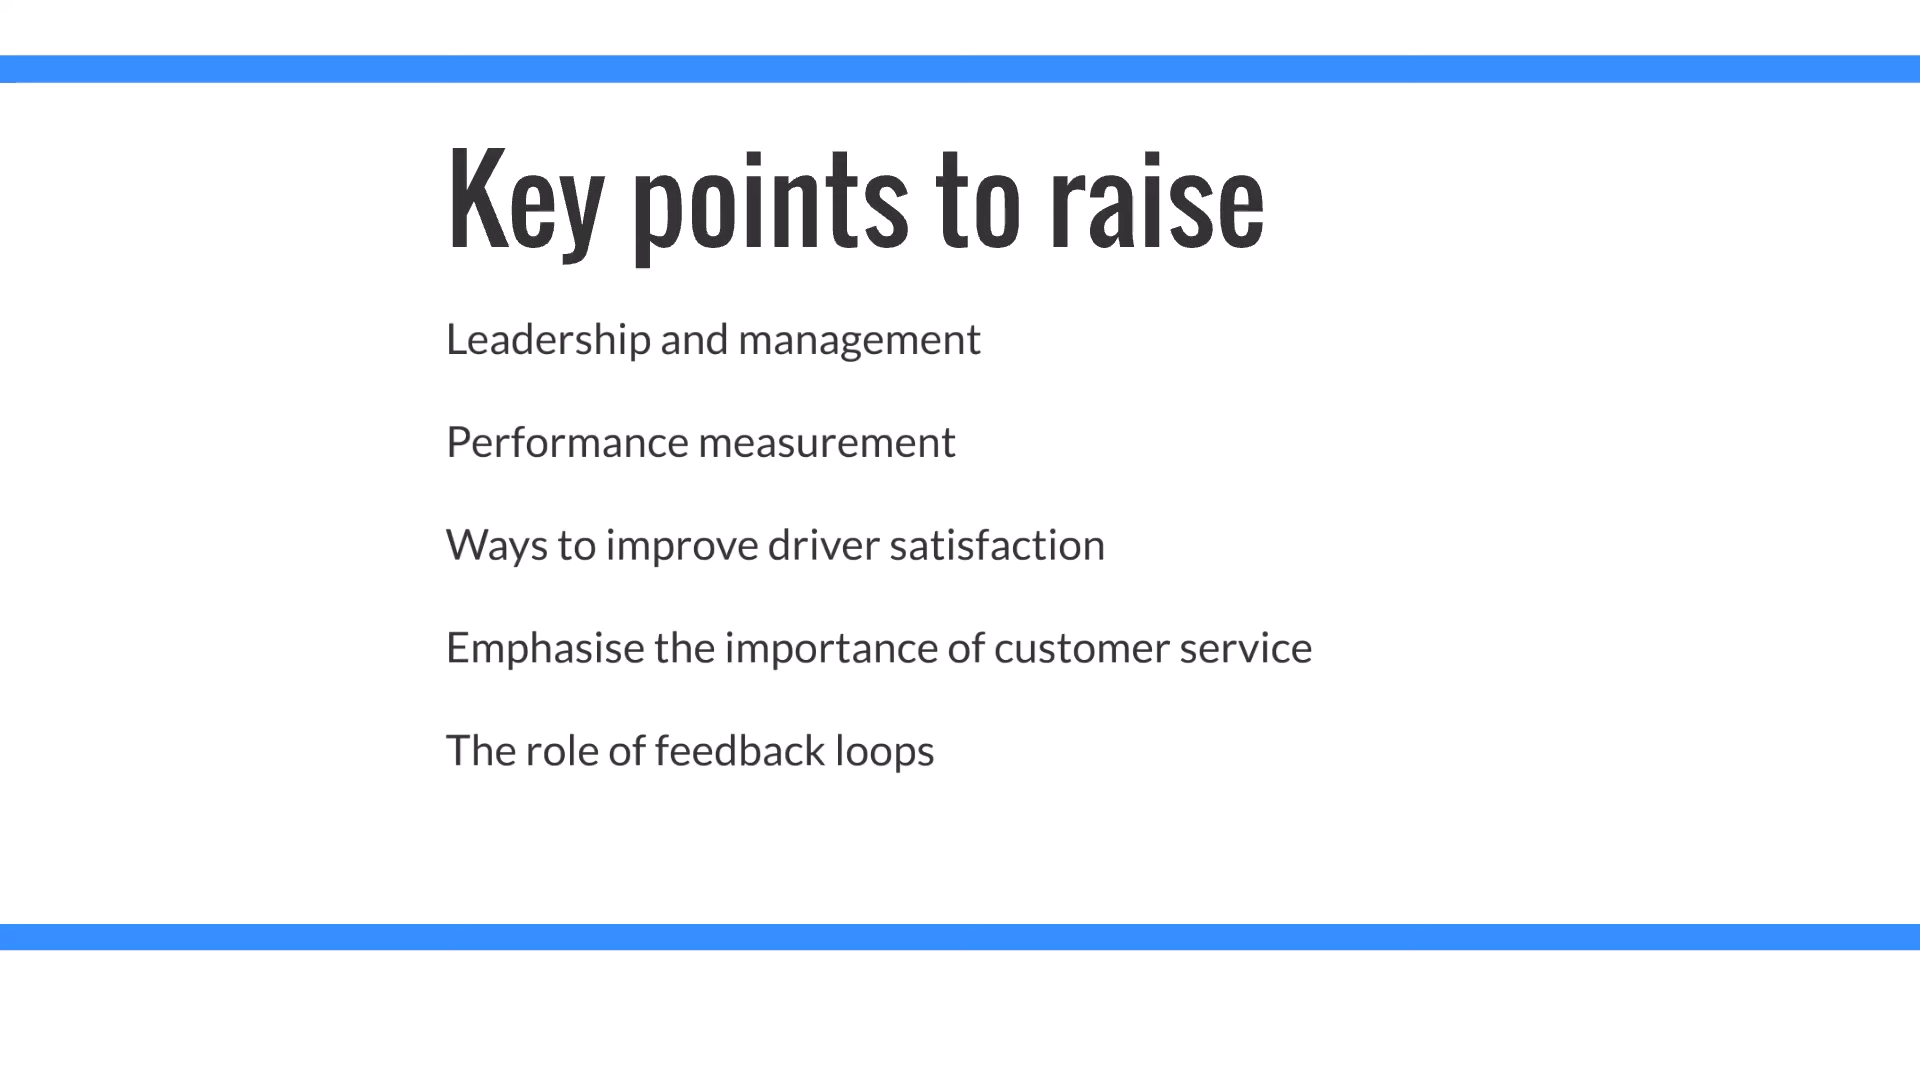 Key points to raise
Leadership and management
Performance measurement
Ways to improve driver satisfaction
Emphasise the importance of customer service
The role of feedback loops